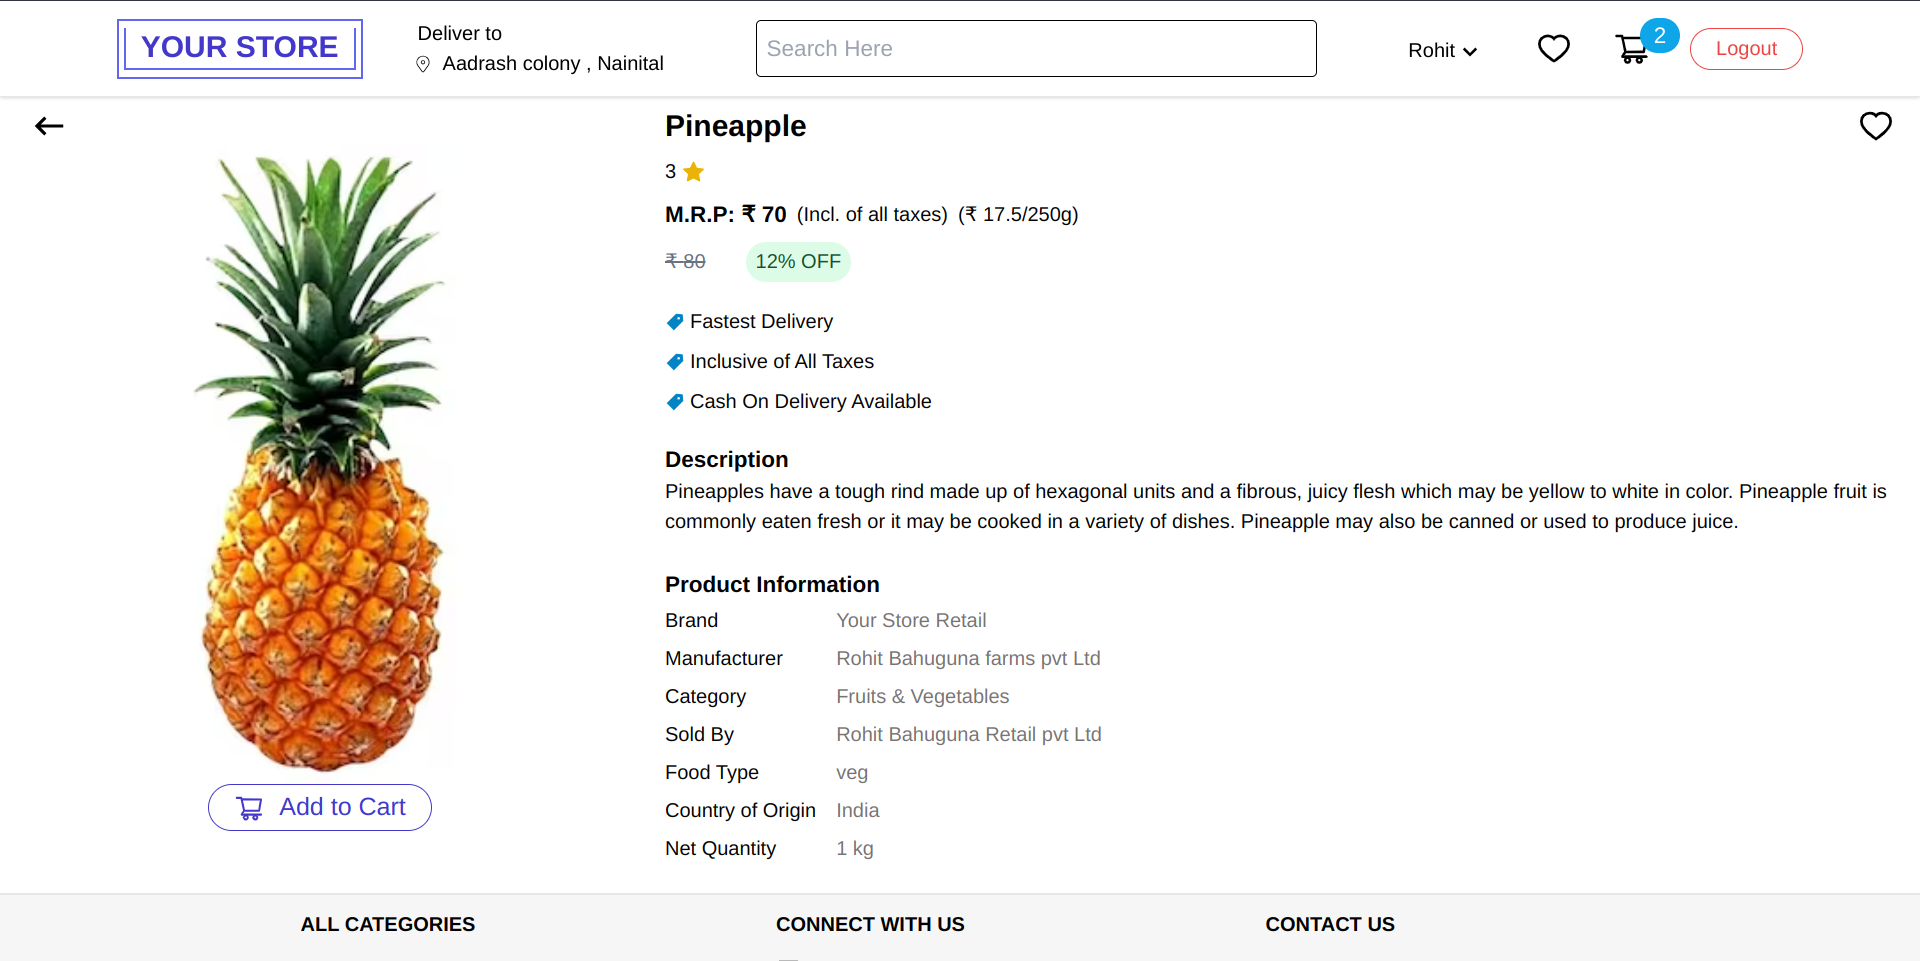 YOUR STORE
Deliver to
Aadrash colony , Nainital
Search Here
Rohit
2
Logout
Pineapple
3
M.R.P: ₹ 70 (Incl. of all taxes) (₹ 17.5/250g)
₹ 80 12% OFF
Fastest Delivery
Inclusive of All Taxes
Cash On Delivery Available
Description
Pineapples have a tough rind made up of hexagonal units and a fibrous, juicy flesh which may be yellow to white in color. Pineapple fruit is
commonly eaten fresh or it may be cooked in a variety of dishes. Pineapple may also be canned or used to produce juice.
Product Information
Brand Your Store Retail
Manufacturer Rohit Bahuguna farms pvt Ltd
Category Fruits & Vegetables
Sold By Rohit Bahuguna Retail pvt Ltd
Food Type veg
Country of Origin India
Net Quantity 1 kg
Add to Cart
ALL CATEGORIES
CONNECT WITH US
CONTACT US